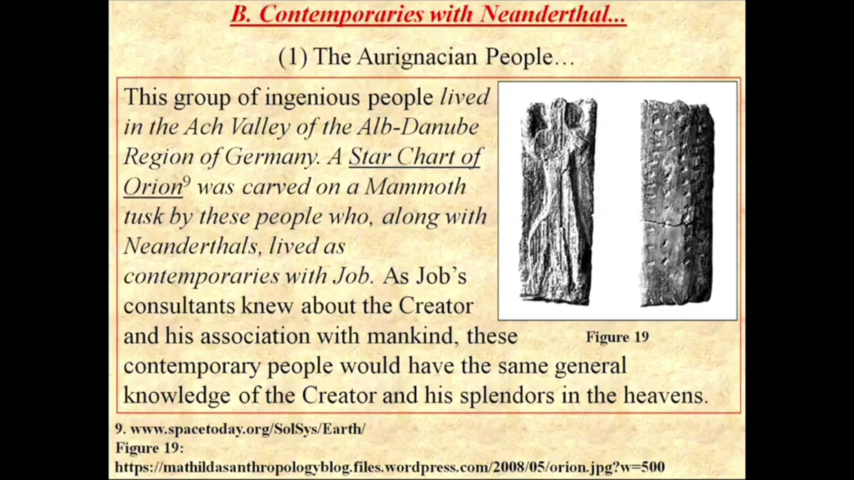 B. Contemporaries with Neanderthal...
(1) The Aurignacian People…
This group of ingenious people lived
in the Ach Valley of the Alb-Danube
Region of Germany. A Star Chart of
Orion9 was carved on a Mammoth
tusk by these people who, along with
Neanderthals, lived as
contemporaries with Job. As Job's
consultants knew about the Creator
and his association with mankind, these
contemporary people would have the same general
knowledge of the Creator and his splendors in the heavens.
Figure 19
9. www.spacetoday.org/SolSys/Earth/
Figure 19:
https://mathildasanthropologyblog.files.wordpress.com/2008/05/orion.jpg?w=500